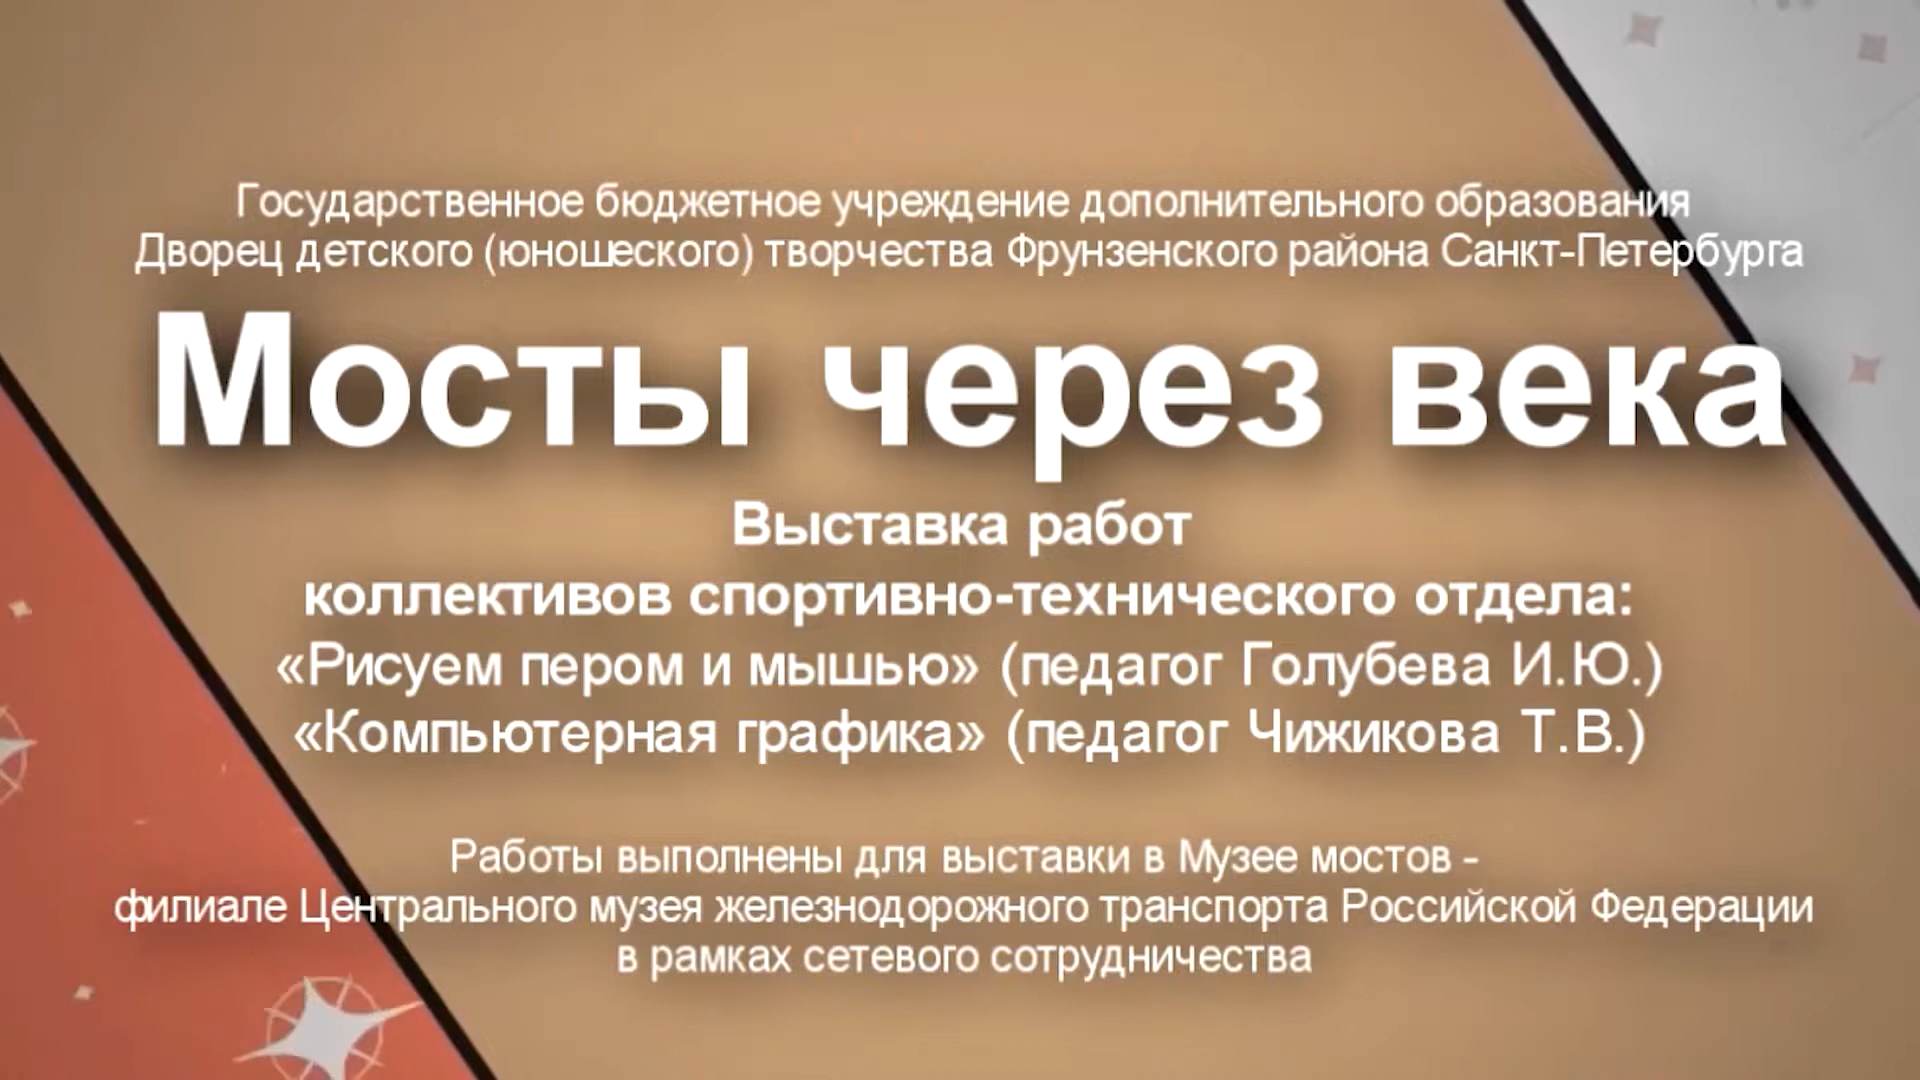 Государственное бюджетное учреждение дополнительного образования
Дворец детского (юношеского) творчества Фрунзенского района Санкт-Петербурга
Мосты через века
Выставка работ
коллективов спортивно-технического отдела:
«Рисуем пером и мышью» (педагог Голубева И.Ю.)
«Компьютерная графика» (педагог Чижикова Т.В.)
Работы выполнены для выставки в Музее мостов -
филиале Центрального музея железнодорожного транспорта Российской Федерации
в рамках сетевого сотрудничества